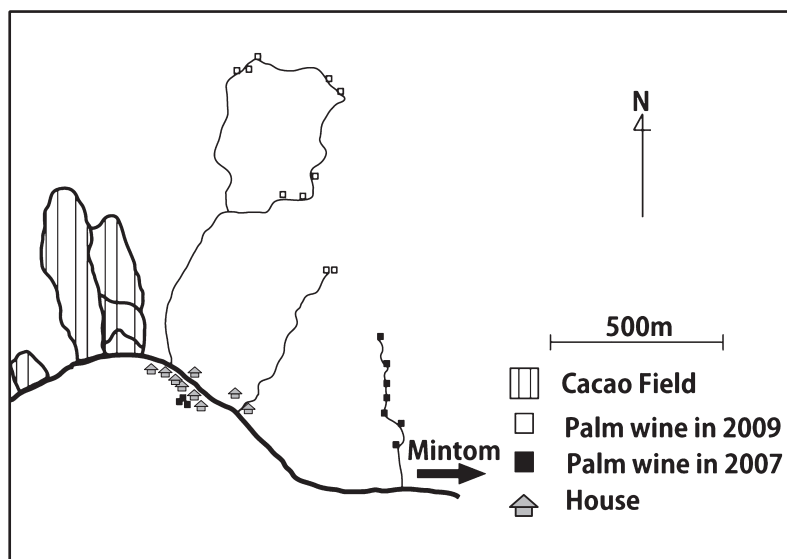 N
500m
Cacao Field
Palm wine in 2009
Mintom
Palm wine in 2007
House